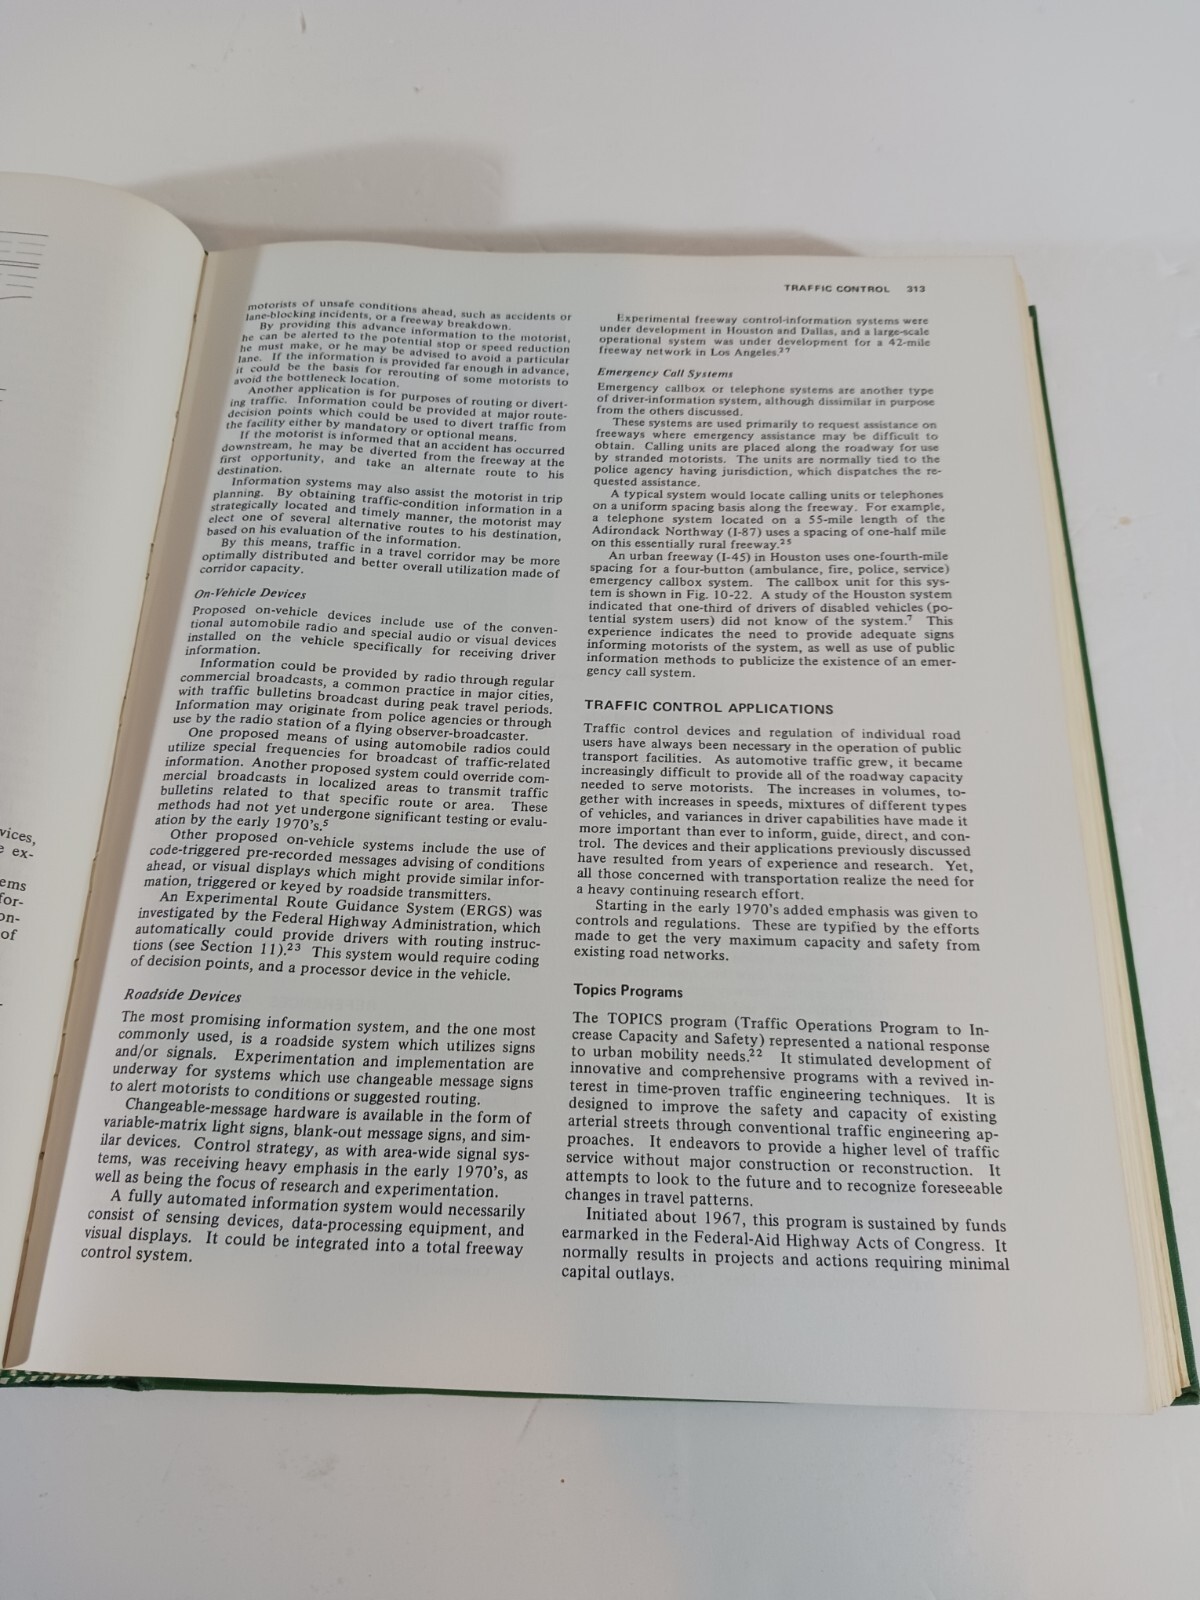 vices,
e ex-
ems
for-
on-
of
TRAFFIC CONTROL 313
motorists of unsafe conditions ahead, such as accidents or
lane-blocking incidents, or a freeway breakdown.
By providing this advance information to the motorist,
he can be alerted to the potential stop or speed reduction
he must make, or he may be advised to avoid a particular
lane. If the information is provided far enough in advance,
it could be the basis for rerouting of some motorists to
avoid the bottleneck location.
Another application is for purposes of routing or divert-
ing traffic. Information could be provided at major route-
decision points which could be used to divert traffic from
the facility either by mandatory or optional means.
If the motorist is informed that an accident has occurred
downstream, he may be diverted from the freeway at the
first opportunity, and take an alternate route to his
destination.
Information systems may also assist the motorist in trip
planning. By obtaining traffic-condition information in a
strategically located and timely manner, the motorist may
elect one of several alternative routes to his destination,
based on his evaluation of the information.
By this means, traffic in a travel corridor may be more
optimally distributed and better overall utilization made of
corridor capacity.
On-Vehicle Devices
Proposed on-vehicle devices include use of the conven-
tional automobile radio and special audio or visual devices
installed on the vehicle specifically for receiving driver
information.
Information could be provided by radio through regular
commercial broadcasts, a common practice in major cities,
with traffic bulletins broadcast during peak travel periods.
Information may originate from police agencies or through
use by the radio station of a flying observer-broadcaster.
One proposed means of using automobile radios could
utilize special frequencies for broadcast of traffic-related
information. Another proposed system could override com-
mercial broadcasts in localized areas to transmit traffic
bulletins related to that specific route or area. These
methods had not yet undergone significant testing or evalu-
ation by the early 1970's.5
Other proposed on-vehicle systems include the use of
code-triggered pre-recorded messages advising of conditions
ahead, or visual displays which might provide similar infor-
mation, triggered or keyed by roadside transmitters.
An Experimental Route Guidance System (ERGS) was
investigated by the Federal Highway Administration, which
automatically could provide drivers with routing instruc-
tions (see Section 11).23 This system would require coding
of decision points, and a processor device in the vehicle.
Roadside Devices
The most promising information system, and the one most
commonly used, is a roadside system which utilizes signs
and/or signals. Experimentation and implementation are
underway for systems which use changeable message signs
to alert motorists to conditions or suggested routing.
Changeable-message hardware is available in the form of
variable-matrix light signs, blank-out message signs, and sim-
ilar devices. Control strategy, as with area-wide signal sys-
tems, was receiving heavy emphasis in the early 1970's, as
well as being the focus of research and experimentation.
A fully automated information system would necessarily
consist of sensing devices, data-processing equipment, and
visual displays. It could be integrated into a total freeway
control system.
Experimental freeway control-information systems were
under development in Houston and Dallas, and a large-scale
operational system was under development for a 42-mile
freeway network in Los Angeles.27
Emergency Call Systems
Emergency callbox or telephone systems are another type
of driver-information system, although dissimilar in purpose
from the others discussed.
These systems are used primarily to request assistance on
freeways where emergency assistance may be difficult to
obtain. Calling units are placed along the roadway for use
by stranded motorists. The units are normally tied to the
police agency having jurisdiction, which dispatches the re-
quested assistance.
A typical system would locate calling units or telephones
on a uniform spacing basis along the freeway. For example,
a telephone system located on a 55-mile length of the
Adirondack Northway (I-87) uses a spacing of one-half mile
on this essentially rural freeway.25
An urban freeway (I-45) in Houston uses one-fourth-mile
spacing for a four-button (ambulance, fire, police, service)
emergency callbox system. The callbox unit for this sys-
tem is shown in Fig. 10-22. A study of the Houston system
indicated that one-third of drivers of disabled vehicles (po-
tential system users) did not know of the system.7 This
experience indicates the need to provide adequate signs
informing motorists of the system, as well as use of public
information methods to publicize the existence of an emer-
gency call system.
TRAFFIC CONTROL APPLICATIONS
Traffic control devices and regulation of individual road
users have always been necessary in the operation of public
transport facilities. As automotive traffic grew, it became
increasingly difficult to provide all of the roadway capacity
needed to serve motorists. The increases in volumes, to-
gether with increases in speeds, mixtures of different types
of vehicles, and variances in driver capabilities have made it
more important than ever to inform, guide, direct, and con-
trol. The devices and their applications previously discussed
have resulted from years of experience and research. Yet,
all those concerned with transportation realize the need for
a heavy continuing research effort.
Starting in the early 1970's added emphasis was given to
controls and regulations. These are typified by the efforts
made to get the very maximum capacity and safety from
existing road networks.
Topics Programs
The TOPICS program (Traffic Operations Program to In-
crease Capacity and Safety) represented a national response
to urban mobility needs.22 It stimulated development of
innovative and comprehensive programs with a revived in-
terest in time-proven traffic engineering techniques. It is
designed to improve the safety and capacity of existing
arterial streets through conventional traffic engineering ap-
proaches. It endeavors to provide a higher level of traffic
service without major construction or reconstruction. It
attempts to look to the future and to recognize foreseeable
changes in travel patterns.
Initiated about 1967, this program is sustained by funds
earmarked in the Federal-Aid Highway Acts of Congress. It
normally results in projects and actions requiring minimal
capital outlays.